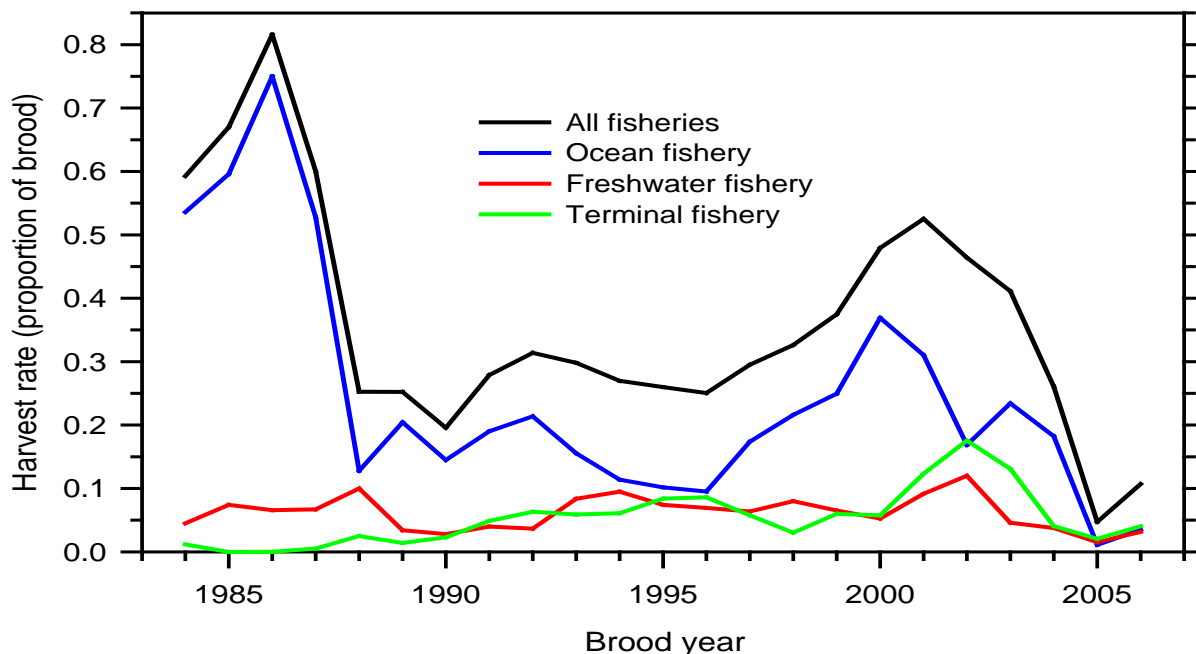 Harvest rate (proportion of brood)
0.8
0.7
0.6
0.5
0.4
0.3
0.2
0.1
0.0
All fisheries
Ocean fishery
Freshwater fishery
Terminal fishery
1985 1990 1995 2000 2005
Brood year